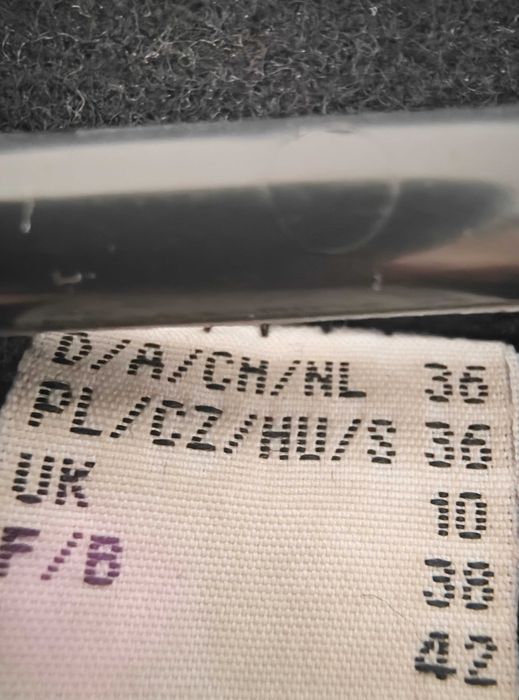 D/A/CH/NL 36
PL/CZ/HU/S 36
UK 10
F/B 38
42